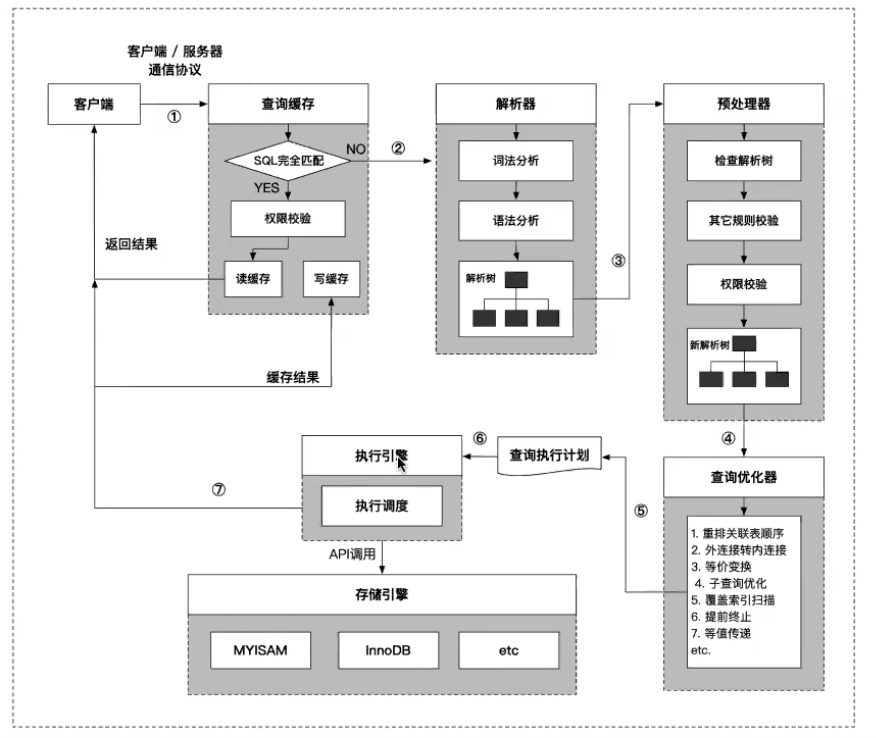 客户端 / 服务器
通信协议
客户端
①
查询缓存
SQL完全匹配
NO
②
YES
权限校验
读缓存
写缓存
返回结果
缓存结果
解析器
词法分析
语法分析
解析树
③
预处理器
检查解析树
其它规则校验
权限校验
新解析树
④
查询优化器
1. 重排关联表顺序
2. 外连接转内连接
3. 等价变换
4. 子查询优化
5. 覆盖索引扫描
6. 提前终止
7. 等值传递
etc.
⑤
查询执行计划
⑥
执行引擎
执行调度
⑦
API调用
存储引擎
MYISAM
InnoDB
etc